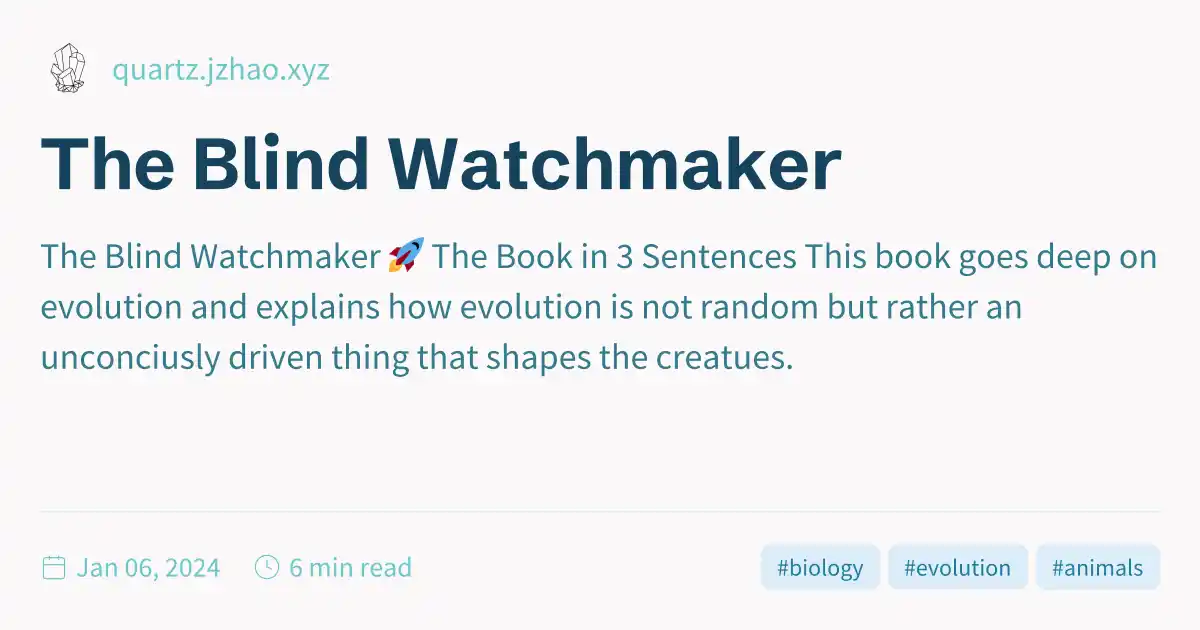 quartz.jzhao.xyz
The Blind Watchmaker
The Blind Watchmaker 🚀 The Book in 3 Sentences This book goes deep on
evolution and explains how evolution is not random but rather an
unconciusly driven thing that shapes the creatues.
Jan 06, 2024 6 min read #biology #evolution #animals